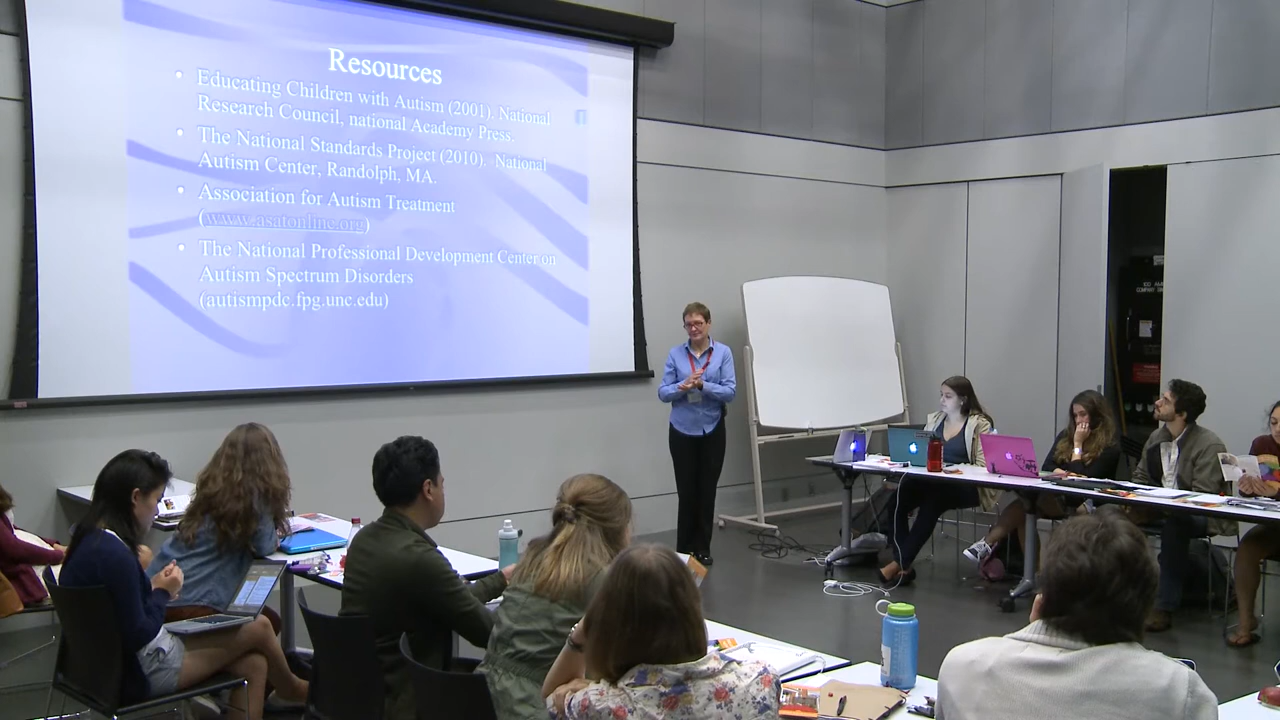 Resources
• Educating Children with Autism (2001). National
Research Council, national Academy Press.
• The National Standards Project (2010). National
Autism Center, Randolph, MA.
• Association for Autism Treatment
(www.asatonline.org)
• The National Professional Development Center on
Autism Spectrum Disorders
(autismpdc.fpg.unc.edu)